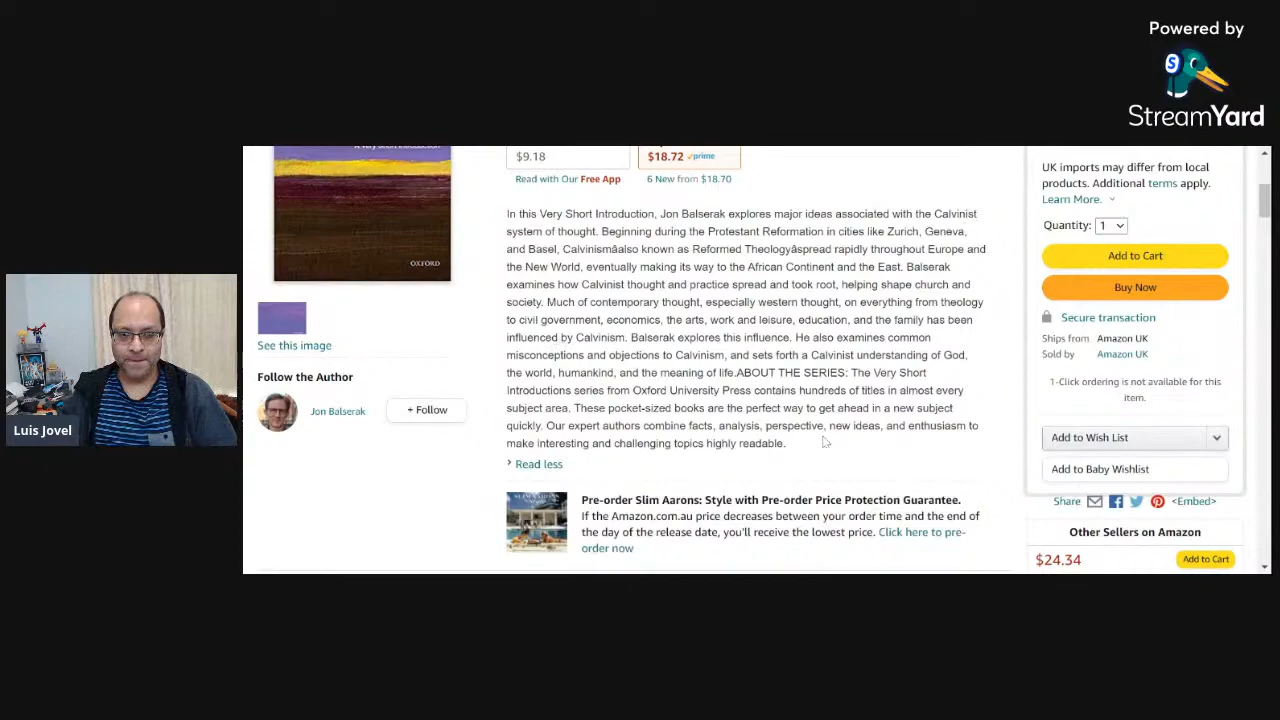 Powered by
S
StreamYard
A Very Short Introduction
OXFORD
See this image
Follow the Author
Jon Balserak
+ Follow
$9.18
Read with Our Free App
$18.72 prime
6 New from $18.70
In this Very Short Introduction, Jon Balserak explores major ideas associated with the Calvinist
system of thought. Beginning during the Protestant Reformation in cities like Zurich, Geneva,
and Basel, Calvinismâalso known as Reformed Theologyâspread rapidly throughout Europe and
the New World, eventually making its way to the African Continent and the East. Balserak
examines how Calvinist thought and practice spread and took root, helping shape church and
society. Much of contemporary thought, especially western thought, on everything from theology
to civil government, economics, the arts, work and leisure, education, and the family has been
influenced by Calvinism. Balserak explores this influence. He also examines common
misconceptions and objections to Calvinism, and sets forth a Calvinist understanding of God,
the world, humankind, and the meaning of life.ABOUT THE SERIES: The Very Short
Introductions series from Oxford University Press contains hundreds of titles in almost every
subject area. These pocket-sized books are the perfect way to get ahead in a new subject
quickly. Our expert authors combine facts, analysis, perspective, new ideas, and enthusiasm to
make interesting and challenging topics highly readable.
Read less
Pre-order Slim Aarons: Style with Pre-order Price Protection Guarantee.
If the Amazon.com.au price decreases between your order time and the end of
the day of the release date, you'll receive the lowest price. Click here to pre-
order now
UK imports may differ from local
products. Additional terms apply.
Learn More.
Quantity: 1
Add to Cart
Buy Now
Secure transaction
Ships from Amazon UK
Sold by Amazon UK
1-Click ordering is not available for this
item.
Add to Wish List
Add to Baby Wishlist
Share <Embed>
Other Sellers on Amazon
$24.34 Add to Cart
Luis Jovel